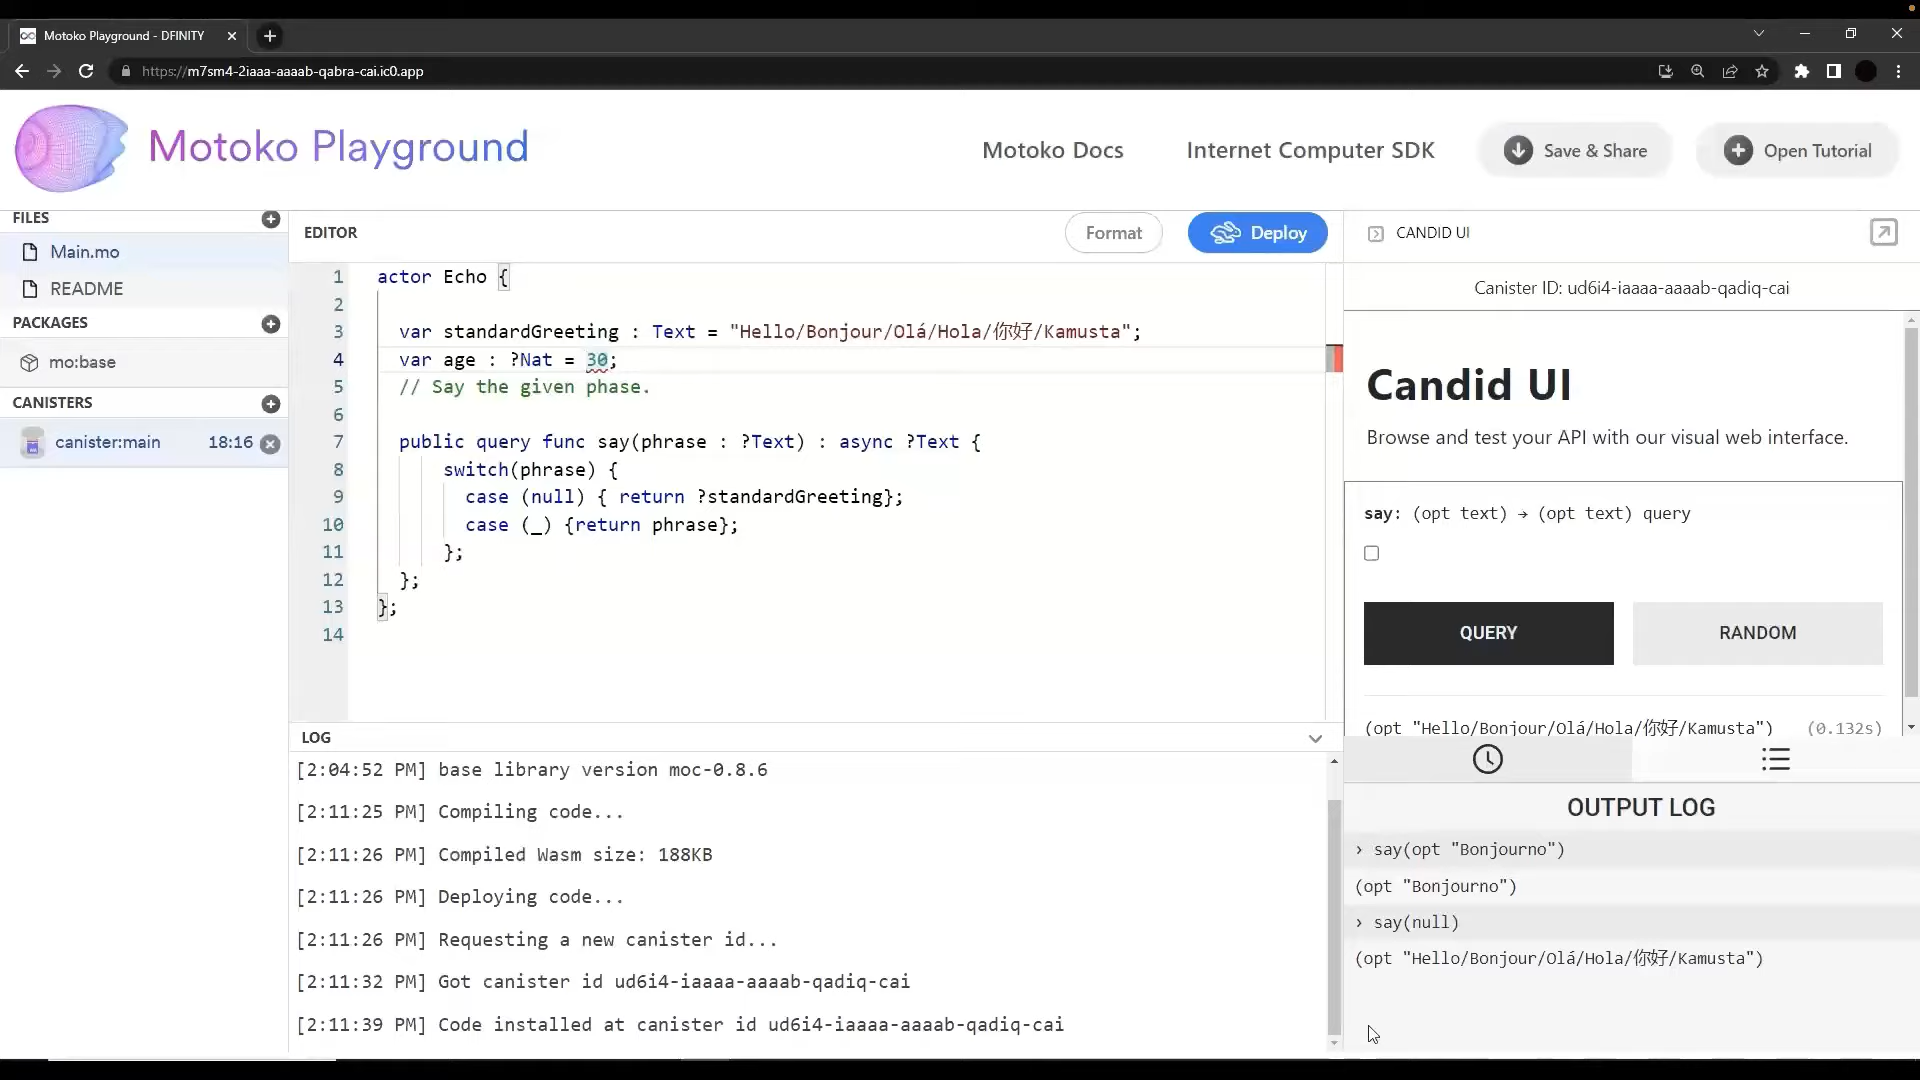 Motoko Playground - DFINITY
https://m7sm4-2iaaa-aaaab-qabra-cai.ic0.app
Motoko Playground
Motoko Docs
Internet Computer SDK
Save & Share
Open Tutorial
FILES
Main.mo
README
PACKAGES
mo:base
CANISTERS
canister:main 18:16
EDITOR
Format
Deploy
1 actor Echo {
2
3 var standardGreeting : Text = "Hello/Bonjour/Olá/Hola/你好/Kamusta";
4 var age : ?Nat = 30;
5 // Say the given phase.
6
7 public query func say(phrase : ?Text) : async ?Text {
8 switch(phrase) {
9 case (null) { return ?standardGreeting};
10 case (_) {return phrase};
11 };
12 };
13 };
14
LOG
[2:04:52 PM] base library version moc-0.8.6
[2:11:25 PM] Compiling code...
[2:11:26 PM] Compiled Wasm size: 188KB
[2:11:26 PM] Deploying code...
[2:11:26 PM] Requesting a new canister id...
[2:11:32 PM] Got canister id ud6i4-iaaaa-aaaab-qadiq-cai
[2:11:39 PM] Code installed at canister id ud6i4-iaaaa-aaaab-qadiq-cai
CANDID UI
Canister ID: ud6i4-iaaaa-aaaab-qadiq-cai
Candid UI
Browse and test your API with our visual web interface.
say: (opt text) → (opt text) query
QUERY
RANDOM
(opt "Hello/Bonjour/Olá/Hola/你好/Kamusta") (0.132s)
OUTPUT LOG
› say(opt "Bonjourno")
(opt "Bonjourno")
› say(null)
(opt "Hello/Bonjour/Olá/Hola/你好/Kamusta")